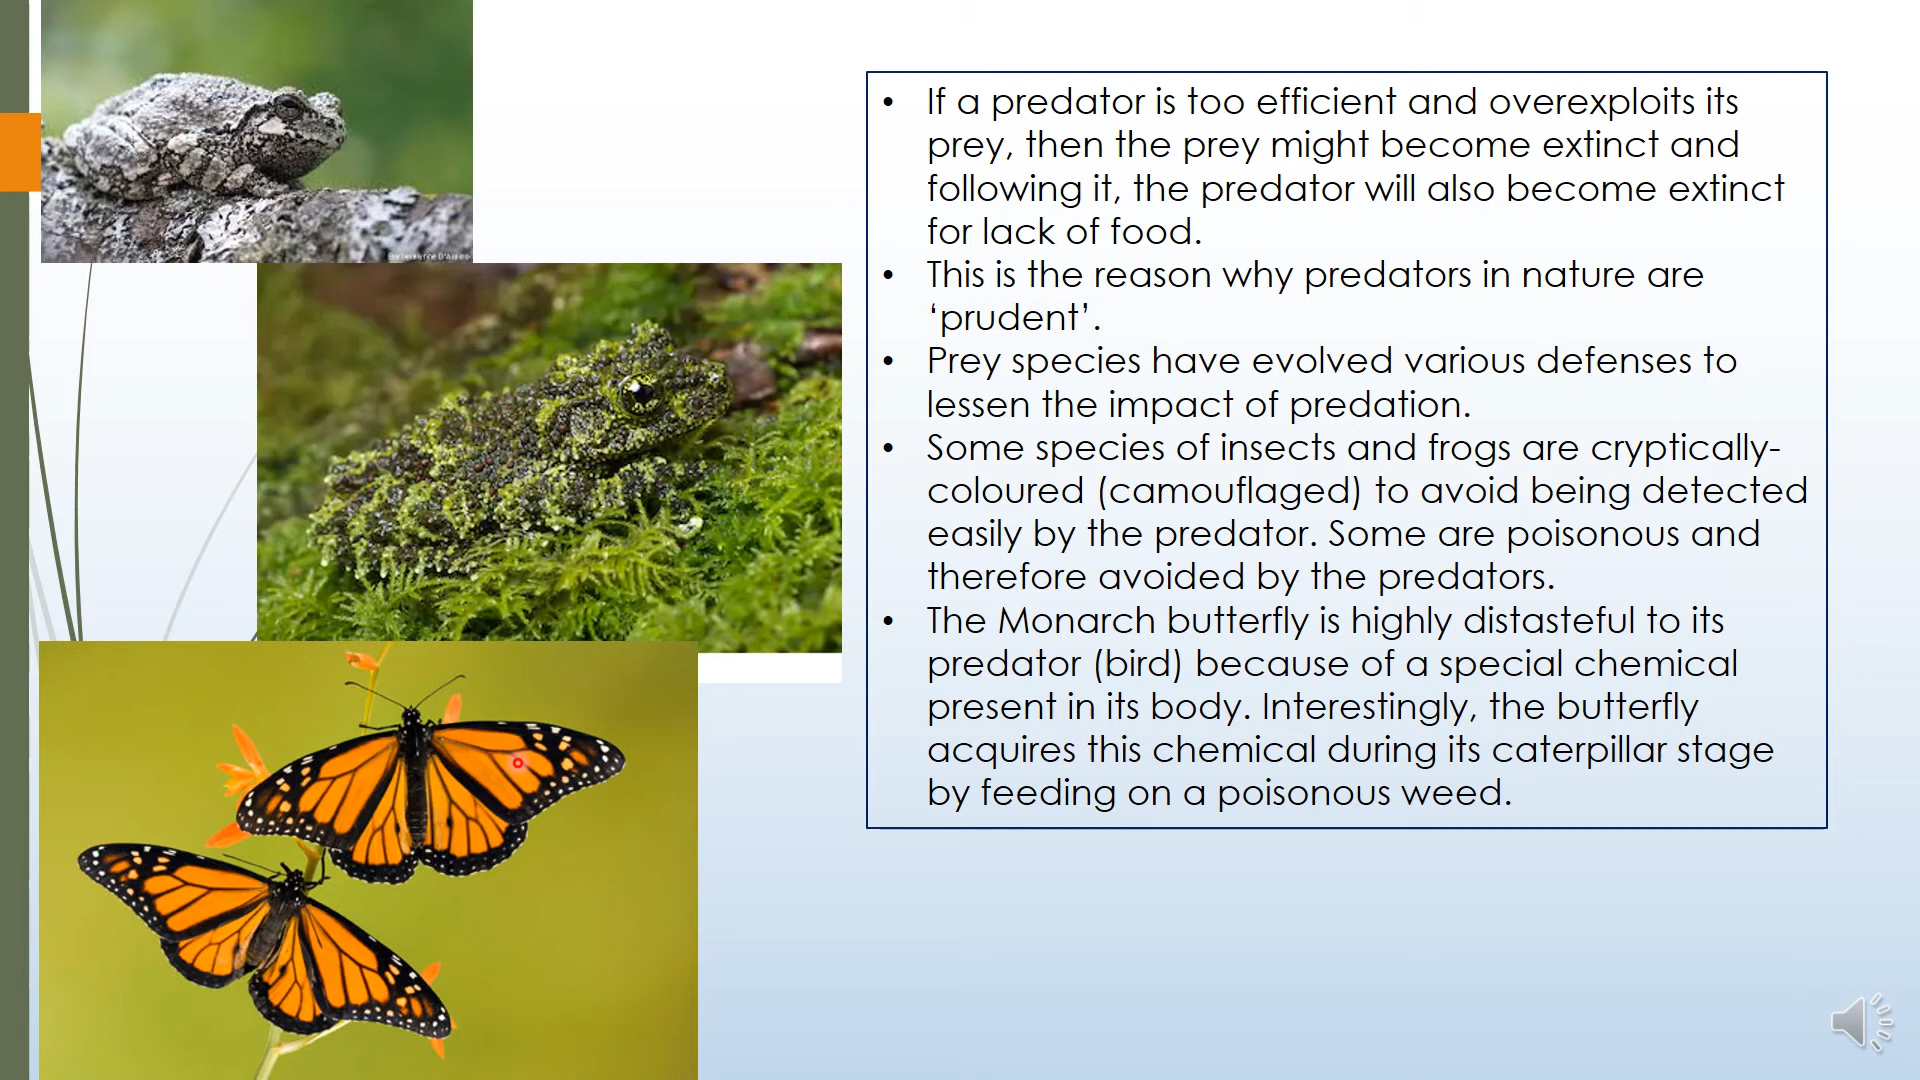 • If a predator is too efficient and overexploits its
prey, then the prey might become extinct and
following it, the predator will also become extinct
for lack of food.
• This is the reason why predators in nature are
‘prudent’.
• Prey species have evolved various defenses to
lessen the impact of predation.
• Some species of insects and frogs are cryptically-
coloured (camouflaged) to avoid being detected
easily by the predator. Some are poisonous and
therefore avoided by the predators.
• The Monarch butterfly is highly distasteful to its
predator (bird) because of a special chemical
present in its body. Interestingly, the butterfly
acquires this chemical during its caterpillar stage
by feeding on a poisonous weed.